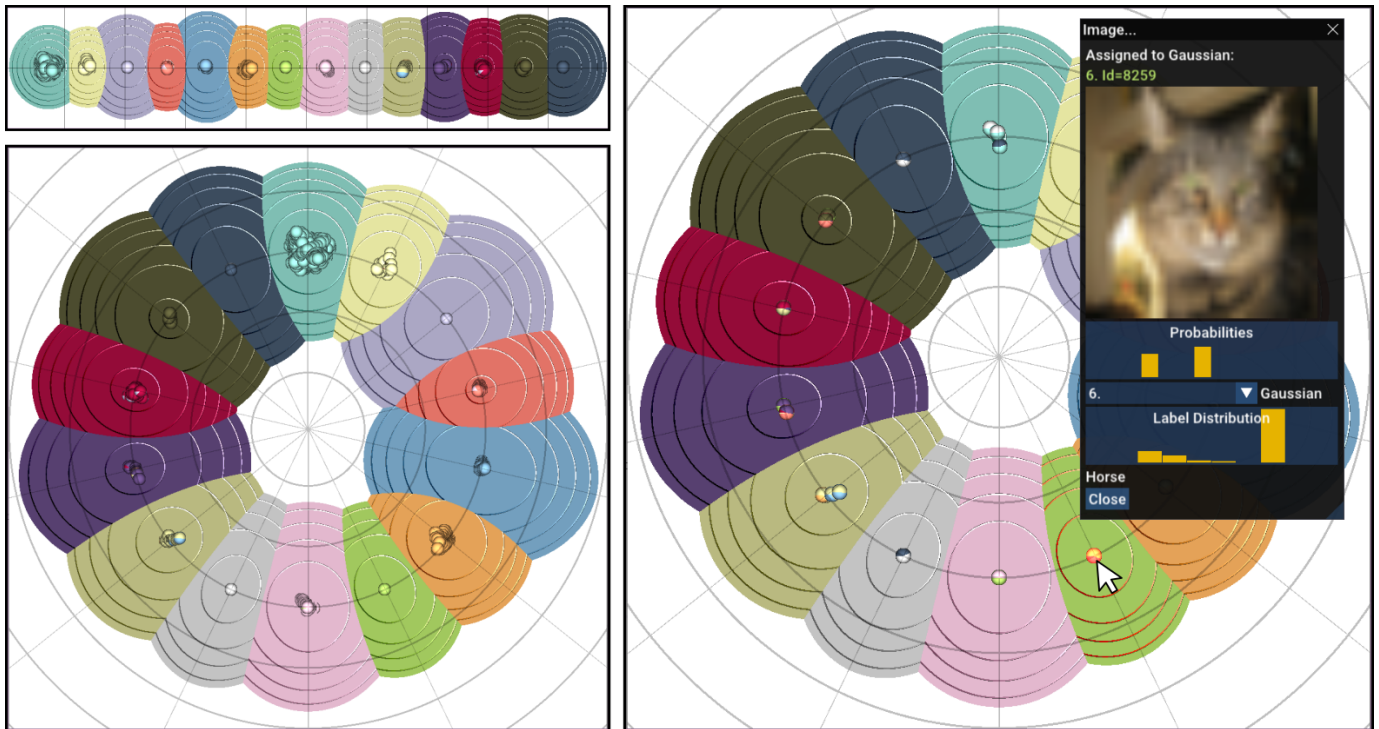 Image...
Assigned to Gaussian:
6. Id=8259
Probabilities
6.
Gaussian
Label Distribution
Horse
Close